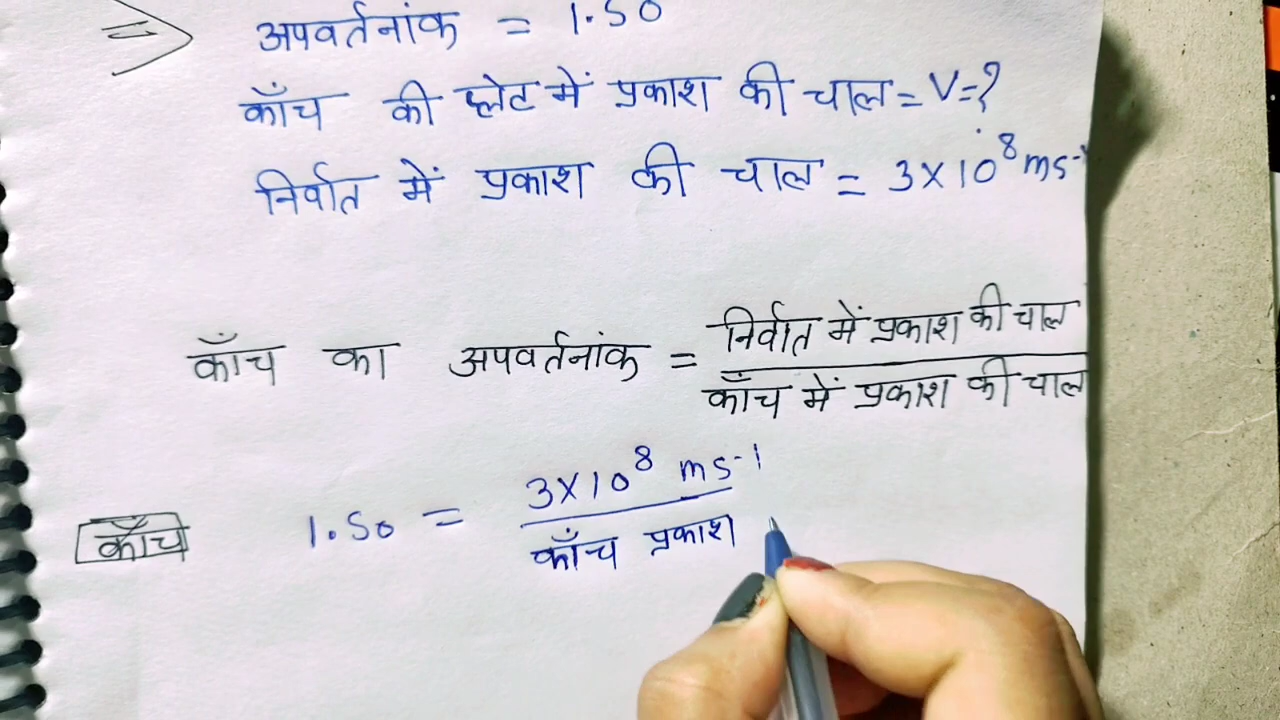 ⇒ अपवर्तनांक = 1.50
काँच की प्लेट में प्रकाश की चाल = V = ?
निर्वात में प्रकाश की चाल = 3×10⁸ ms⁻
काँच का अपवर्तनांक = निर्वात में प्रकाश की चाल / काँच में प्रकाश की चाल
1.50 = 3×10⁸ ms⁻¹ / काँच प्रकाश
काँच